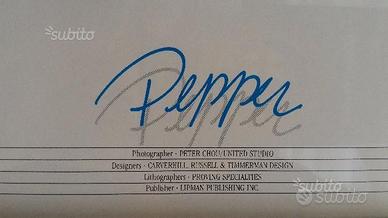 subito
Pepper
Photographer - PETER CHOU/UNITED STUDIO
Designers - CARVERHILL, RUSSELL & TIMMERMAN DESIGN
Lithographers - PROVING SPECIALTIES
Publisher - LIPMAN PUBLISHING INC.
subito
subito